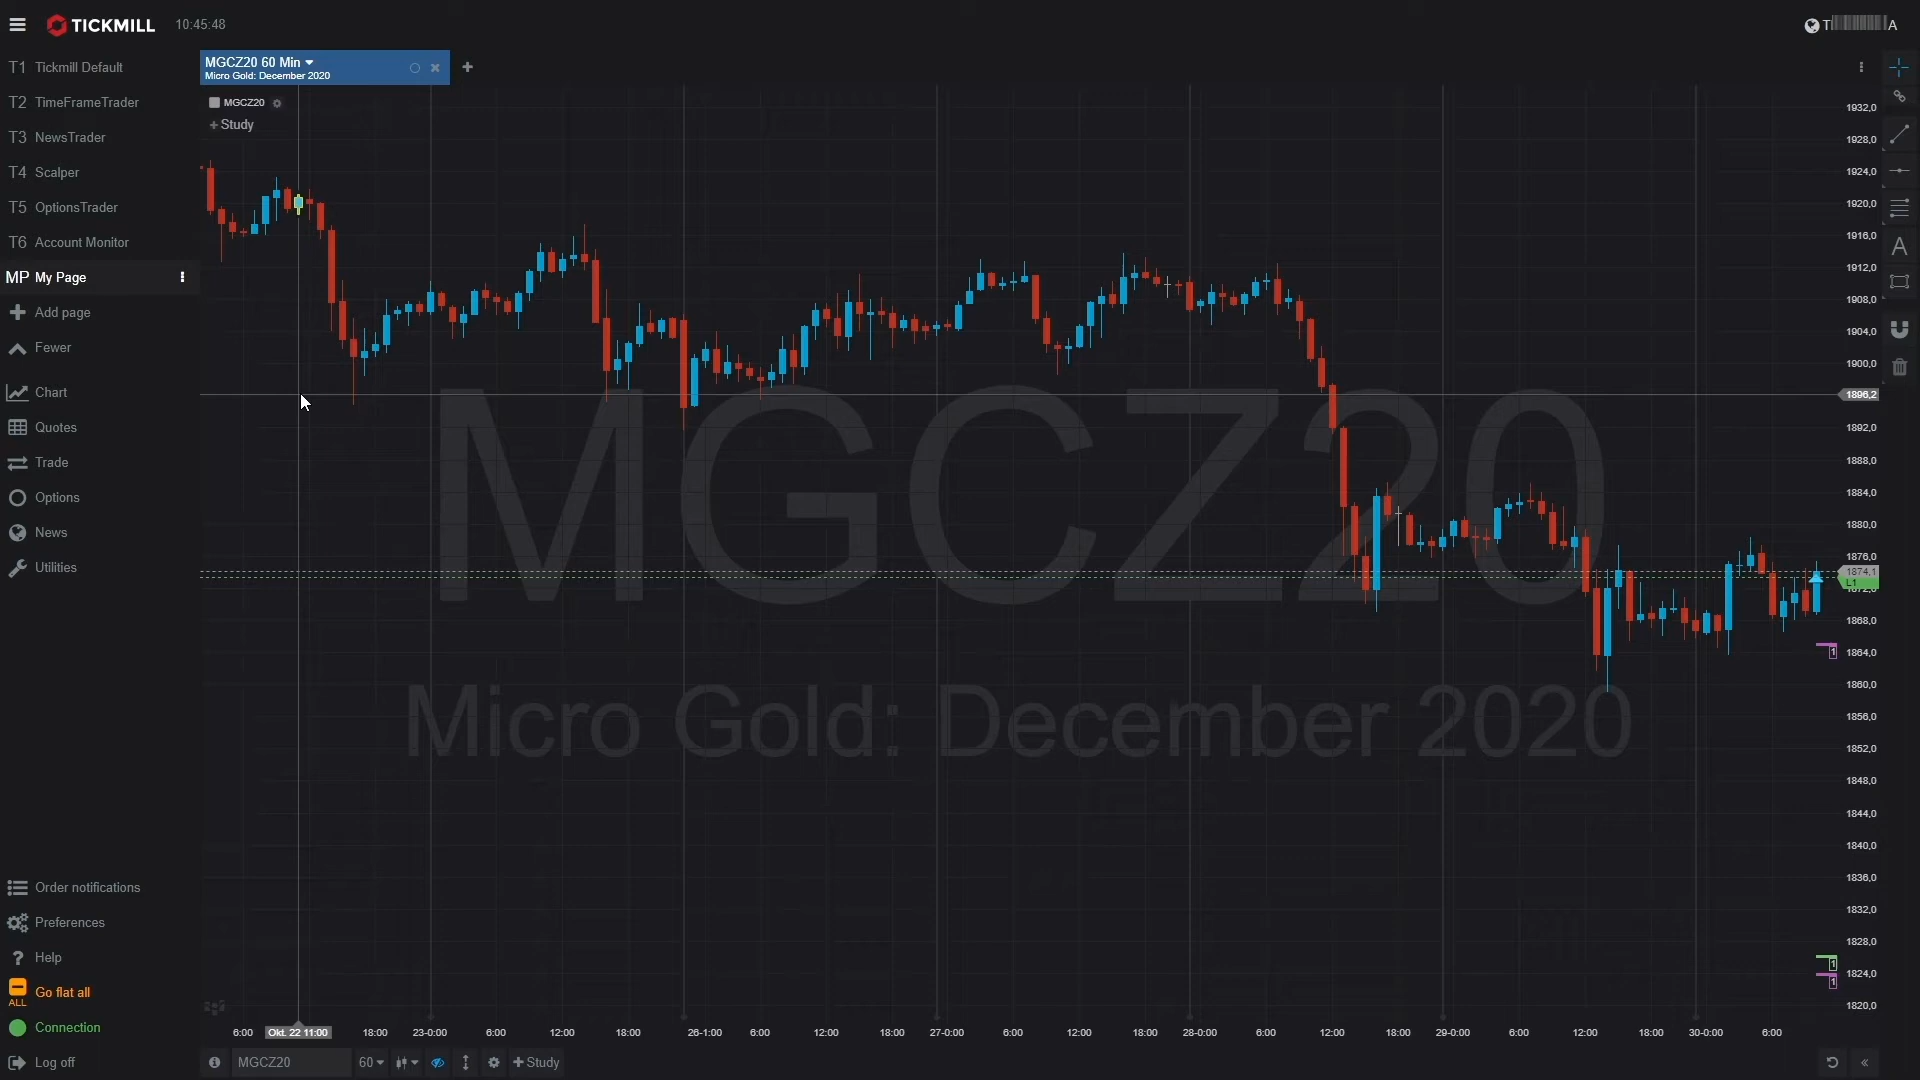 TICKMILL
10:45:48
T1 Tickmill Default
T2 TimeFrameTrader
T3 NewsTrader
T4 Scalper
T5 OptionsTrader
T6 Account Monitor
MP My Page
Add page
Fewer
Chart
Quotes
Trade
Options
News
Utilities
Order notifications
Preferences
? Help
ALL Go flat all
Connection
Log off
MGCZ20 60 Min
Micro Gold: December 2020
MGCZ20
+ Study
MGCZ20
Micro Gold: December 2020
1932,0
1928,0
1924,0
1920,0
1916,0
1912,0
1908,0
1904,0
1900,0
1896,2
1892,0
1888,0
1884,0
1880,0
1876,0
1874,1
L1
1872,0
1868,0
1864,0
1
1860,0
1856,0
1852,0
1848,0
1844,0
1840,0
1836,0
1832,0
1828,0
1
1824,0
1
1820,0
6:00 Okt. 22 11:00 18:00 23-0:00 6:00 12:00 18:00 26-1:00 6:00 12:00 18:00 27-0:00 6:00 12:00 18:00 28-0:00 6:00 12:00 18:00 29-0:00 6:00 12:00 18:00 30-0:00 6:00
MGCZ20 60 + Study